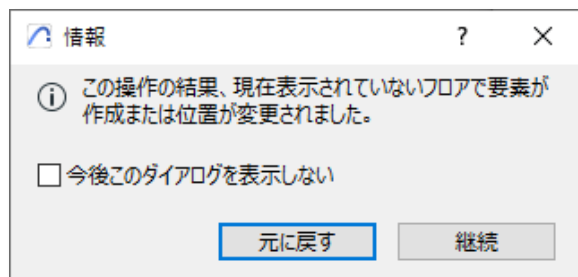 情報
?
この操作の結果、現在表示されていないフロアで要素が
作成または位置が変更されました。
今後このダイアログを表示しない
元に戻す
継続